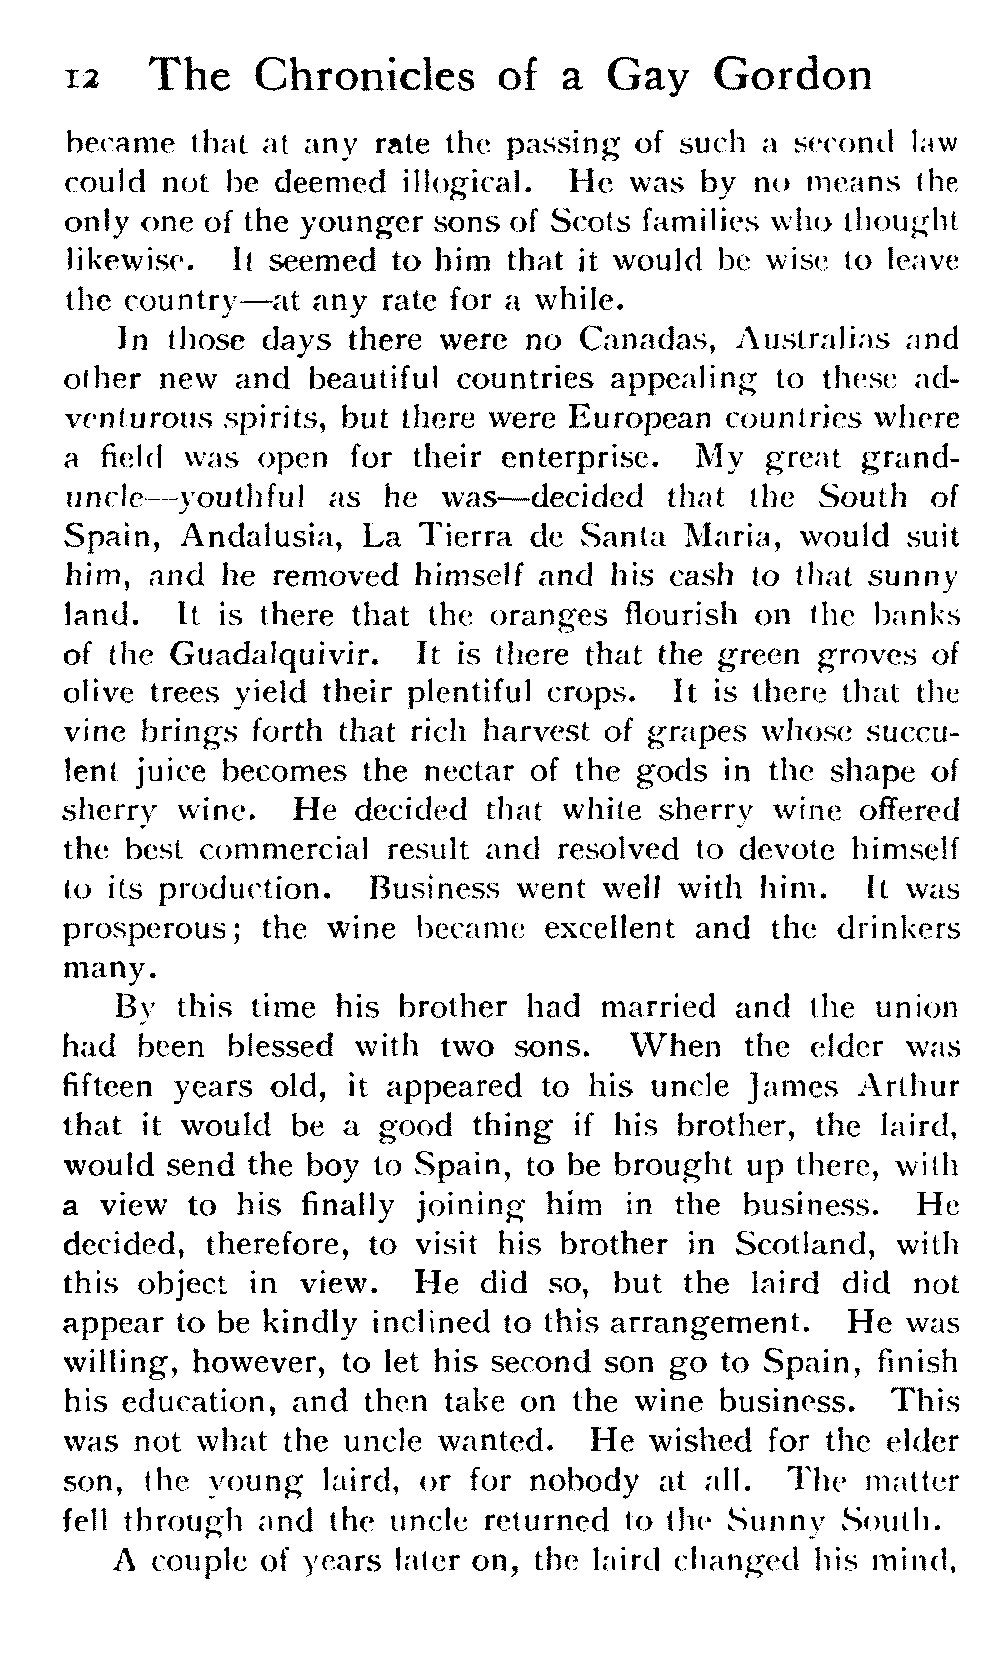 12 The Chronicles of a Gay Gordon
became that at any rate the passing of such a second law
could not be deemed illogical. He was by no means the
only one of the younger sons of Scots families who thought
likewise. It seemed to him that it would be wise to leave
the country—at any rate for a while.
In those days there were no Canadas, Australias and
other new and beautiful countries appealing to these ad-
venturous spirits, but there were European countries where
a field was open for their enterprise. My great grand-
uncle—youthful as he was—decided that the South of
Spain, Andalusia, La Tierra de Santa Maria, would suit
him, and he removed himself and his cash to that sunny
land. It is there that the oranges flourish on the banks
of the Guadalquivir. It is there that the green groves of
olive trees yield their plentiful crops. It is there that the
vine brings forth that rich harvest of grapes whose succu-
lent juice becomes the nectar of the gods in the shape of
sherry wine. He decided that white sherry wine offered
the best commercial result and resolved to devote himself
to its production. Business went well with him. It was
prosperous; the wine became excellent and the drinkers
many.
By this time his brother had married and the union
had been blessed with two sons. When the elder was
fifteen years old, it appeared to his uncle James Arthur
that it would be a good thing if his brother, the laird,
would send the boy to Spain, to be brought up there, with
a view to his finally joining him in the business. He
decided, therefore, to visit his brother in Scotland, with
this object in view. He did so, but the laird did not
appear to be kindly inclined to this arrangement. He was
willing, however, to let his second son go to Spain, finish
his education, and then take on the wine business. This
was not what the uncle wanted. He wished for the elder
son, the young laird, or for nobody at all. The matter
fell through and the uncle returned to the Sunny South.
A couple of years later on, the laird changed his mind,